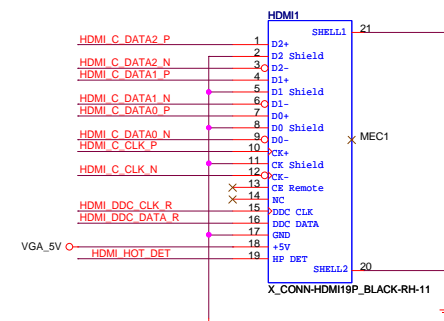 HDMI1
SHELL1 21
HDMI_C_DATA2_P 1 D2+
2 D2 Shield
HDMI_C_DATA2_N 3 D2-
HDMI_C_DATA1_P 4 D1+
5 D1 Shield
HDMI_C_DATA1_N 6 D1-
HDMI_C_DATA0_P 7 D0+
8 D0 Shield
HDMI_C_DATA0_N 9 D0-
MEC1
HDMI_C_CLK_P 10 CK+
11 CK Shield
HDMI_C_CLK_N 12 CK-
13 CE Remote
14 NC
HDMI_DDC_CLK_R 15 DDC CLK
HDMI_DDC_DATA_R 16 DDC DATA
17 GND
VGA_5V 18 +5V
HDMI_HOT_DET 19 HP DET
SHELL2 20
X_CONN-HDMI19P_BLACK-RH-11